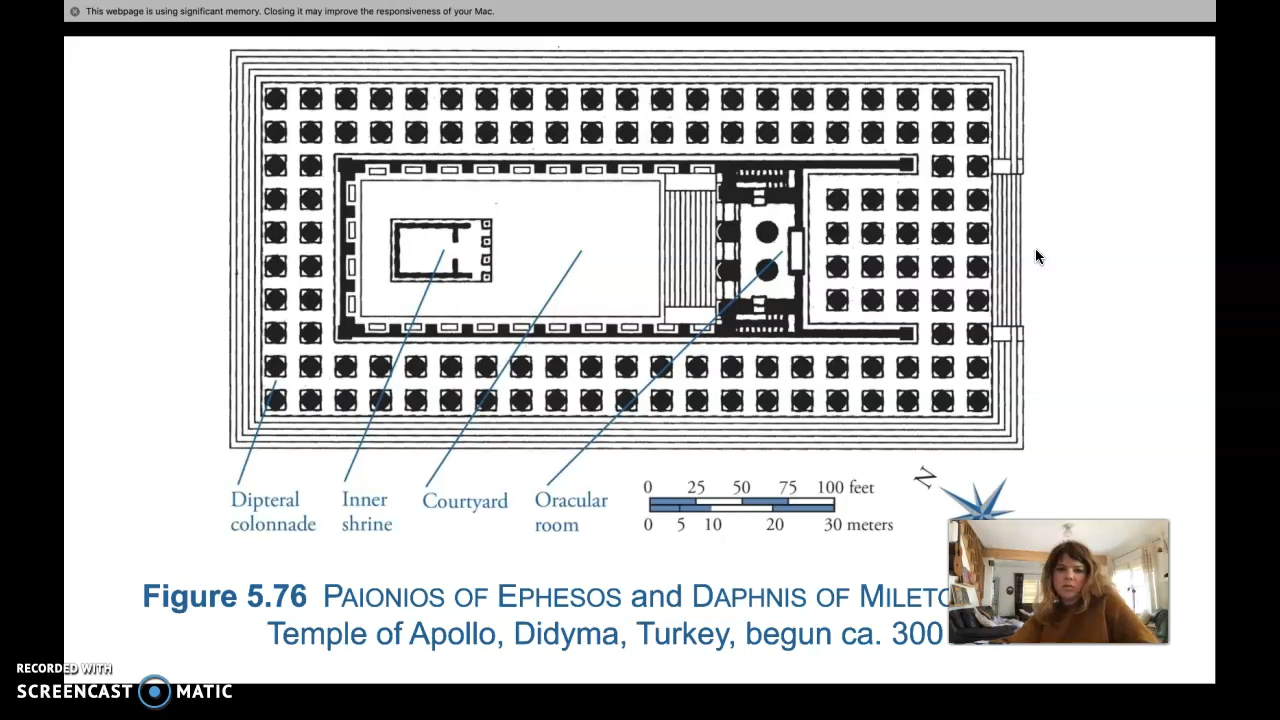 This webpage is using significant memory. Closing it may improve the responsiveness of your Mac.
Dipteral colonnade
Inner shrine
Courtyard
Oracular room
0 25 50 75 100 feet
0 5 10 20 30 meters
N
Figure 5.76 PAIONIOS OF EPHESOS and DAPHNIS OF MILETO
Temple of Apollo, Didyma, Turkey, begun ca. 300
RECORDED WITH
SCREENCAST MATIC